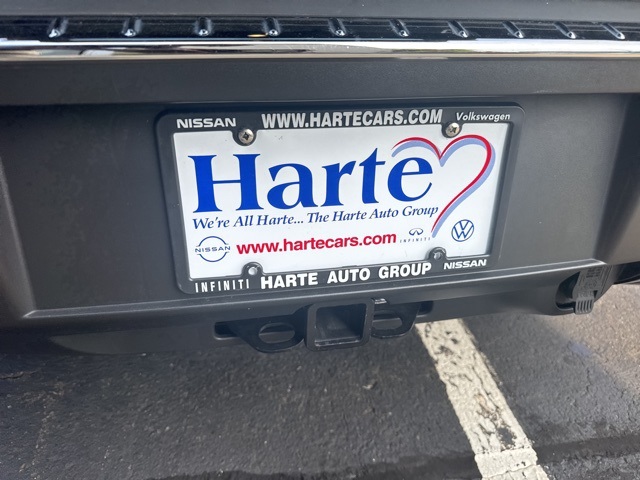 NISSAN WWW.HARTECARS.COM Volkswagen
Harte
We're All Harte... The Harte Auto Group
NISSAN www.hartecars.com INFINITI
INFINITI HARTE AUTO GROUP NISSAN